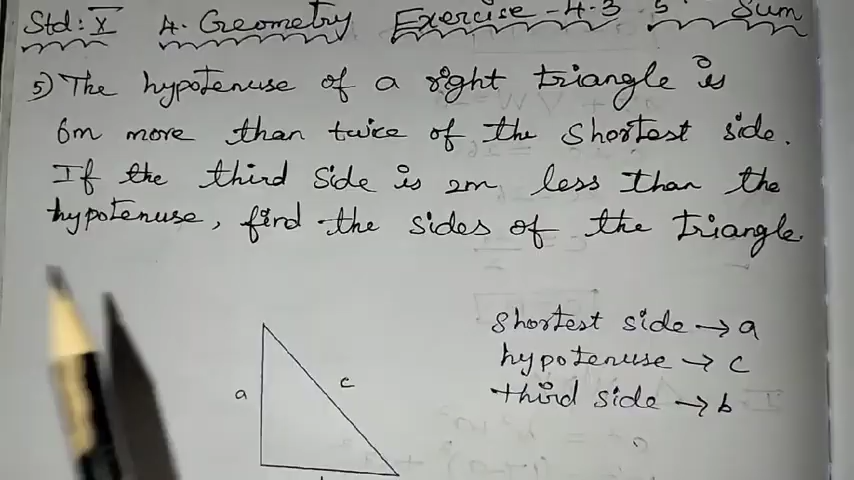 Std: X 4. Geometry Exercise - 4.3 5 Sum
5) The hypotenuse of a right triangle is
6m more than twice of the shortest side.
If the third side is 2m less than the
hypotenuse, find the sides of the triangle.
shortest side → a
hypotenuse → c
third side → b
a
c